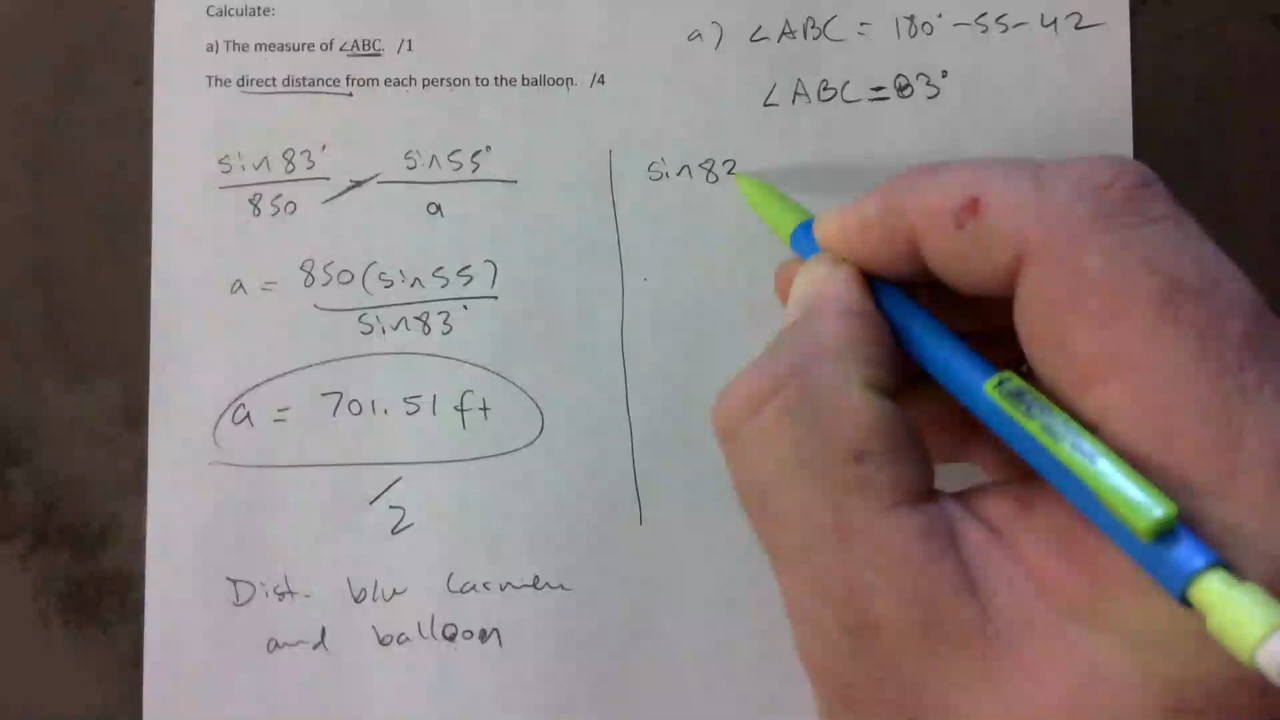 Calculate:
a) The measure of ∠ABC. /1
The direct distance from each person to the balloon. /4
a) ∠ABC = 180° -55-42
∠ABC = 83°
sin 83° / 850 = sin 55° / a
a = 850(sin 55) / sin 83°
a = 701.51 ft
/2
Dist. btw Carmen
and balloon
sin 83